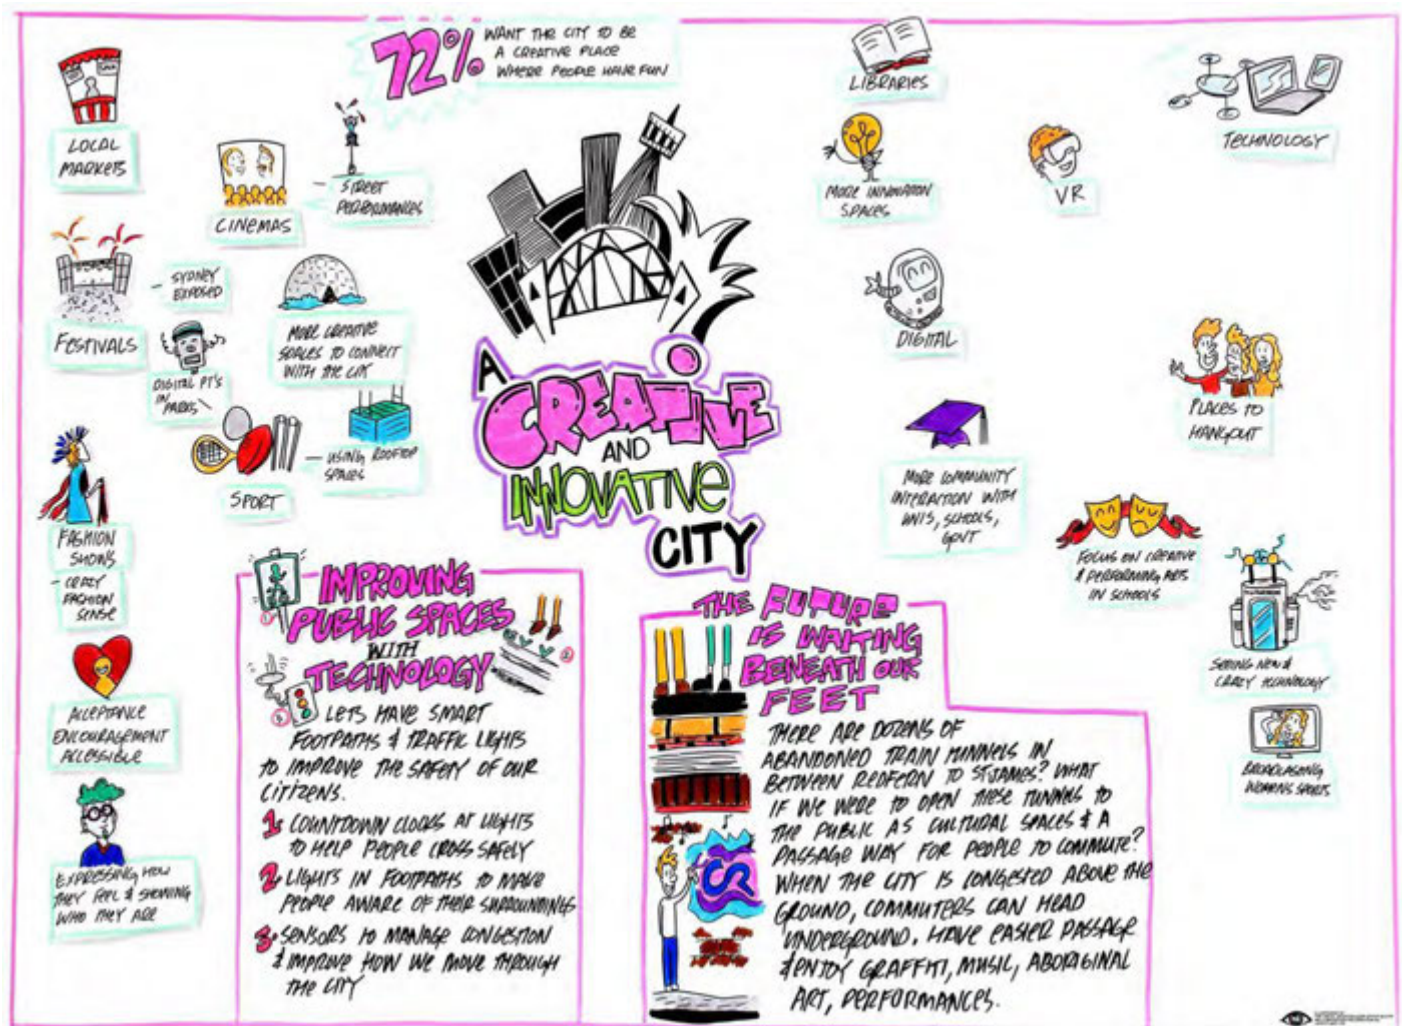 72%
WANT THE CITY TO BE
A CREATIVE PLACE
WHERE PEOPLE HAVE FUN
LOCAL
MARKETS
CINEMAS
STREET
PERFORMANCES
FESTIVALS
SYDNEY
EXPOSED
MORE CREATIVE
SPACES TO CONNECT
WITH THE CITY
DIGITAL PT'S
IN
PARKS
SPORT
USING ROOFTOP
SPACES
FASHION
SHOWS
- CRAZY
FASHION
SENSE
ACCEPTANCE
ENCOURAGEMENT
ACCESSIBLE
EXPRESSING HOW
THEY FEEL & SHOWING
WHO THEY ARE
A
CREATIVE
AND
INNOVATIVE
CITY
LIBRARIES
MORE INNOVATION
SPACES
VR
TECHNOLOGY
DIGITAL
PLACES TO
HANGOUT
MORE COMMUNITY
INTERACTION WITH
UNIS, SCHOOLS,
GOVT
FOCUS ON CREATIVE
& PERFORMING ARTS
IN SCHOOLS
SEEING NEW &
CRAZY TECHNOLOGY
BROADCASING
WOMENS SPORTS
IMPROVING
PUBLIC SPACES
WITH
TECHNOLOGY
LETS HAVE SMART
FOOTPATHS & TRAFFIC LIGHTS
TO IMPROVE THE SAFETY OF OUR
CITIZENS.
1. COUNTDOWN CLOCKS AT LIGHTS
TO HELP PEOPLE CROSS SAFELY
2. LIGHTS IN FOOTPATHS TO MAKE
PEOPLE AWARE OF THEIR SURROUNDINGS
3. SENSORS TO MANAGE CONGESTION
& IMPROVE HOW WE MOVE THROUGH
THE CITY
THE FUTURE
IS WAITING
BENEATH OUR
FEET
THERE ARE DOZENS OF
ABANDONED TRAIN TUNNELS IN
BETWEEN REDFERN TO ST JAMES? WHAT
IF WE WERE TO OPEN THESE TUNNELS TO
THE PUBLIC AS CULTURAL SPACES & A
PASSAGE WAY FOR PEOPLE TO COMMUTE?
WHEN THE CITY IS CONGESTED ABOVE THE
GROUND, COMMUTERS CAN HEAD
UNDERGROUND. HAVE EASIER PASSAGE
& ENJOY GRAFFITI, MUSIC, ABORIGINAL
ART, PERFORMANCES.